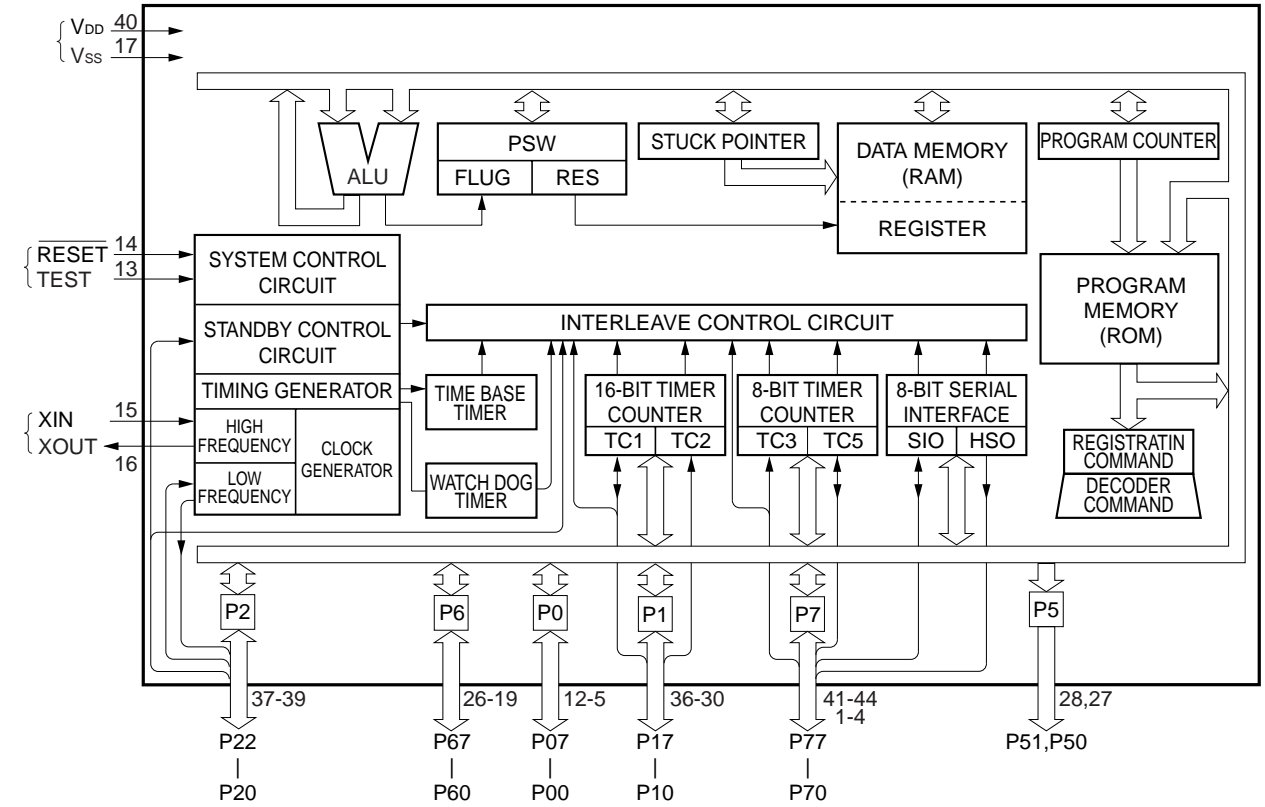 VDD 40
VSS 17
ALU
PSW
FLUG RES
STUCK POINTER
DATA MEMORY
(RAM)
REGISTER
PROGRAM COUNTER
RESET 14
TEST 13
SYSTEM CONTROL
CIRCUIT
STANDBY CONTROL
CIRCUIT
TIMING GENERATOR
XIN 15
XOUT 16
HIGH
FREQUENCY
LOW
FREQUENCY
CLOCK
GENERATOR
INTERLEAVE CONTROL CIRCUIT
TIME BASE
TIMER
WATCH DOG
TIMER
16-BIT TIMER
COUNTER
TC1 TC2
8-BIT TIMER
COUNTER
TC3 TC5
8-BIT SERIAL
INTERFACE
SIO HSO
PROGRAM
MEMORY
(ROM)
REGISTRATIN
COMMAND
DECODER
COMMAND
P2 P6 P0 P1 P7 P5
37-39 26-19 12-5 36-30 41-44 28,27
1-4
P22 P67 P07 P17 P77 P51,P50
P20 P60 P00 P10 P70